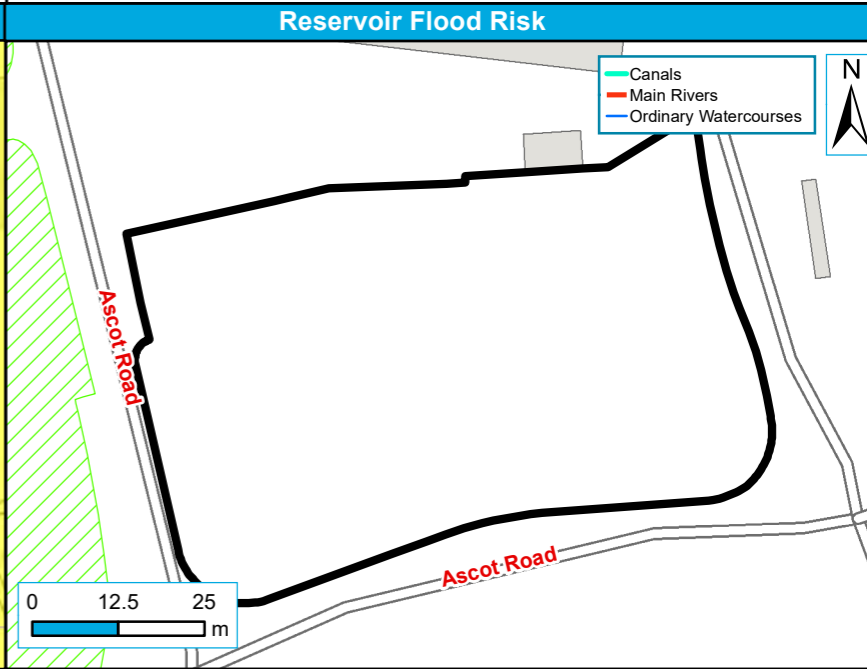 Reservoir Flood Risk
Canals
Main Rivers
Ordinary Watercourses
N
Ascot Road
Ascot Road
0 12.5 25
m